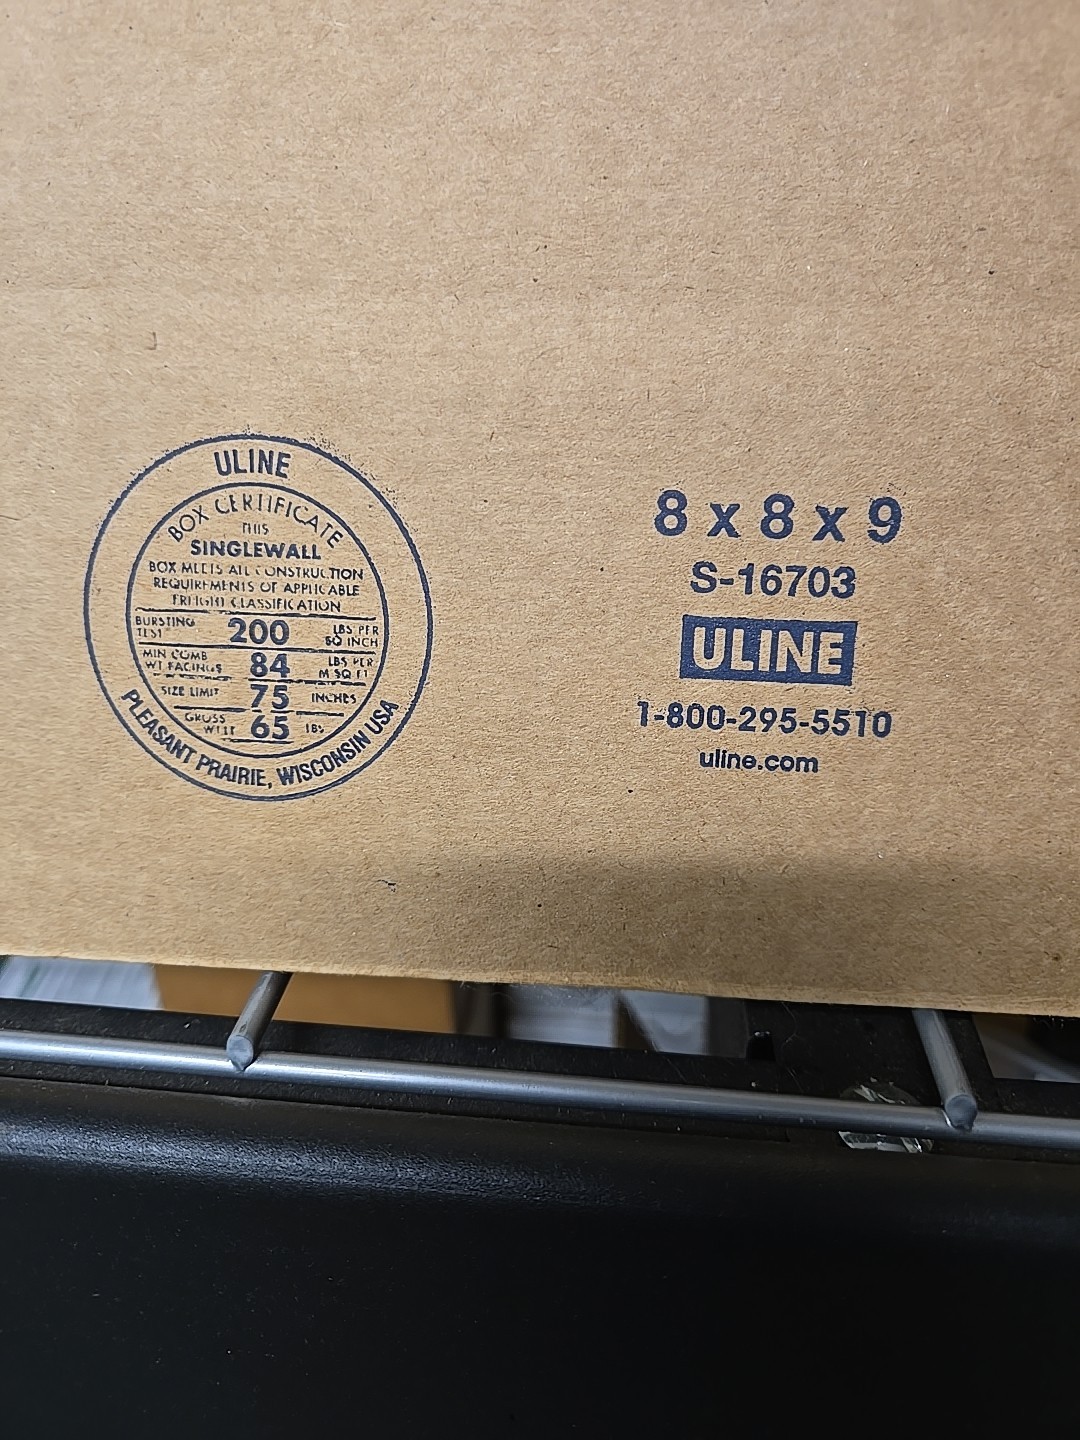 ULINE
BOX CERTIFICATE
THIS
SINGLEWALL
BOX MEETS ALL CONSTRUCTION
REQUIREMENTS OF APPLICABLE
FREIGHT CLASSIFICATION
BURSTING TEST 200 LBS PER SQ INCH
MIN COMB WT FACINGS 84 LBS PER M SQ FT
SIZE LIMIT 75 INCHES
GROSS WT LT 65 LBS
PLEASANT PRAIRIE, WISCONSIN USA
8 x 8 x 9
S-16703
ULINE
1-800-295-5510
uline.com